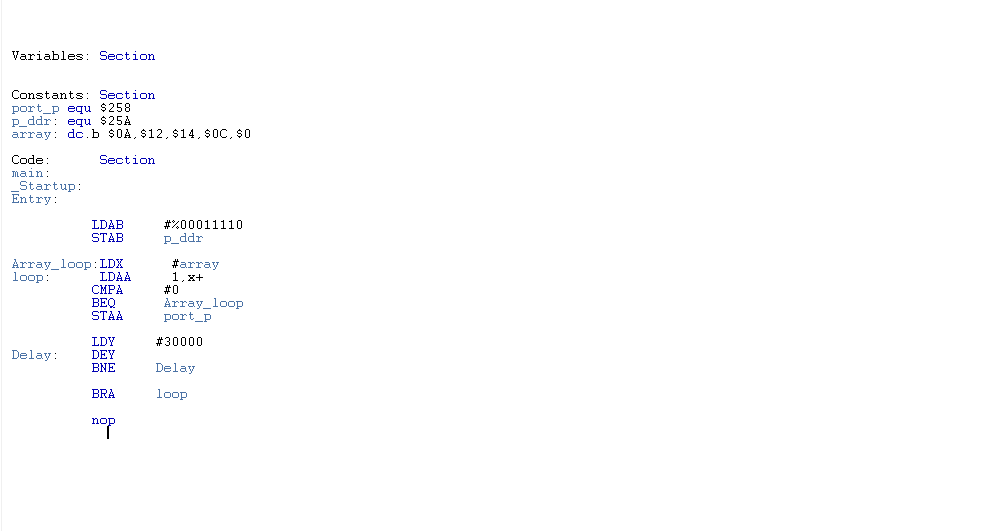 Variables: Section
Constants: Section
port_p equ $258
p_ddr: equ $25A
array: dc.b $0A,$12,$14,$0C,$0
Code: Section
main:
_Startup:
Entry:
LDAB #%00011110
STAB p_ddr
Array_loop:LDX #array
loop: LDAA 1,x+
CMPA #0
BEQ Array_loop
STAA port_p
LDY #30000
Delay: DEY
BNE Delay
BRA loop
nop